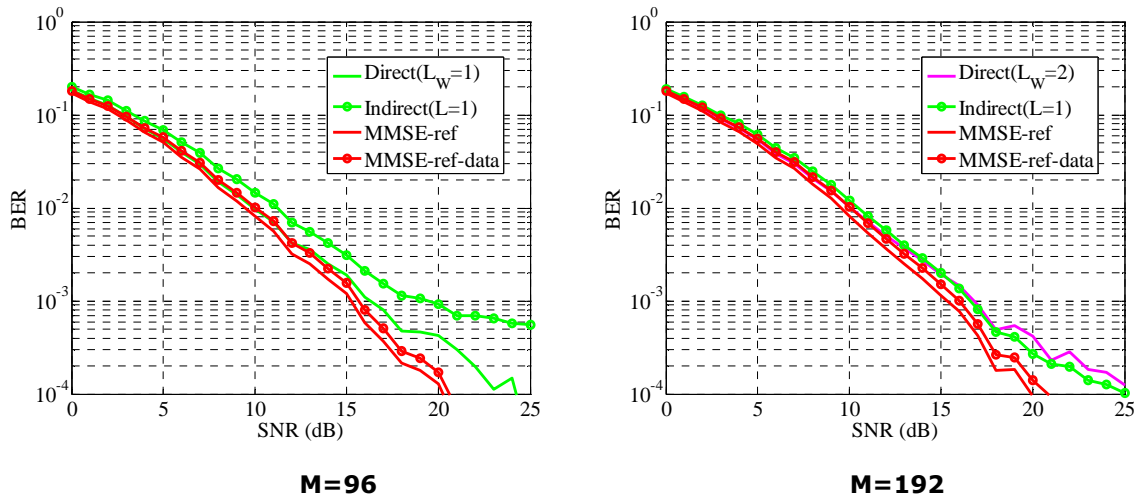 10^0
10^-1
10^-2
10^-3
10^-4
BER
0
5
10
15
20
25
SNR (dB)
Direct(L_W=1)
Indirect(L=1)
MMSE-ref
MMSE-ref-data
M=96
10^0
10^-1
10^-2
10^-3
10^-4
BER
0
5
10
15
20
25
SNR (dB)
Direct(L_W=2)
Indirect(L=1)
MMSE-ref
MMSE-ref-data
M=192